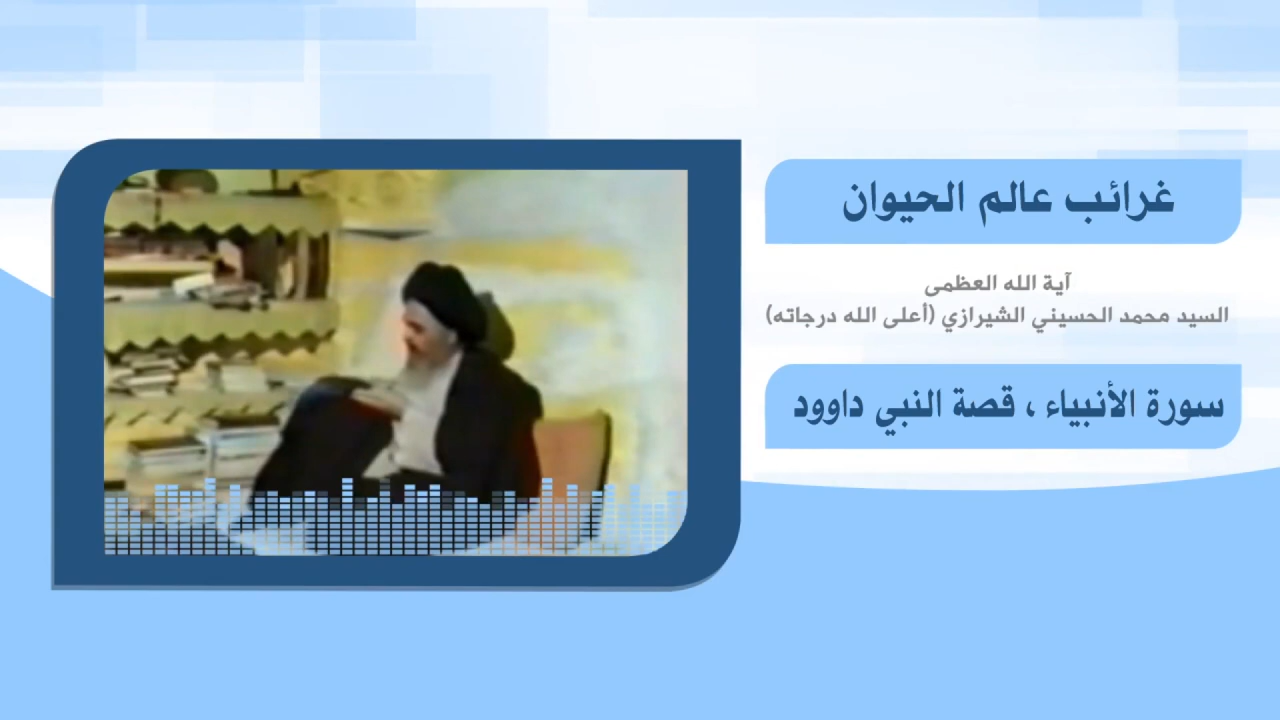 غرائب عالم الحيوان
آية الله العظمى
السيد محمد الحسيني الشيرازي (أعلى الله درجاته)
سورة الأنبياء ، قصة النبي داوود